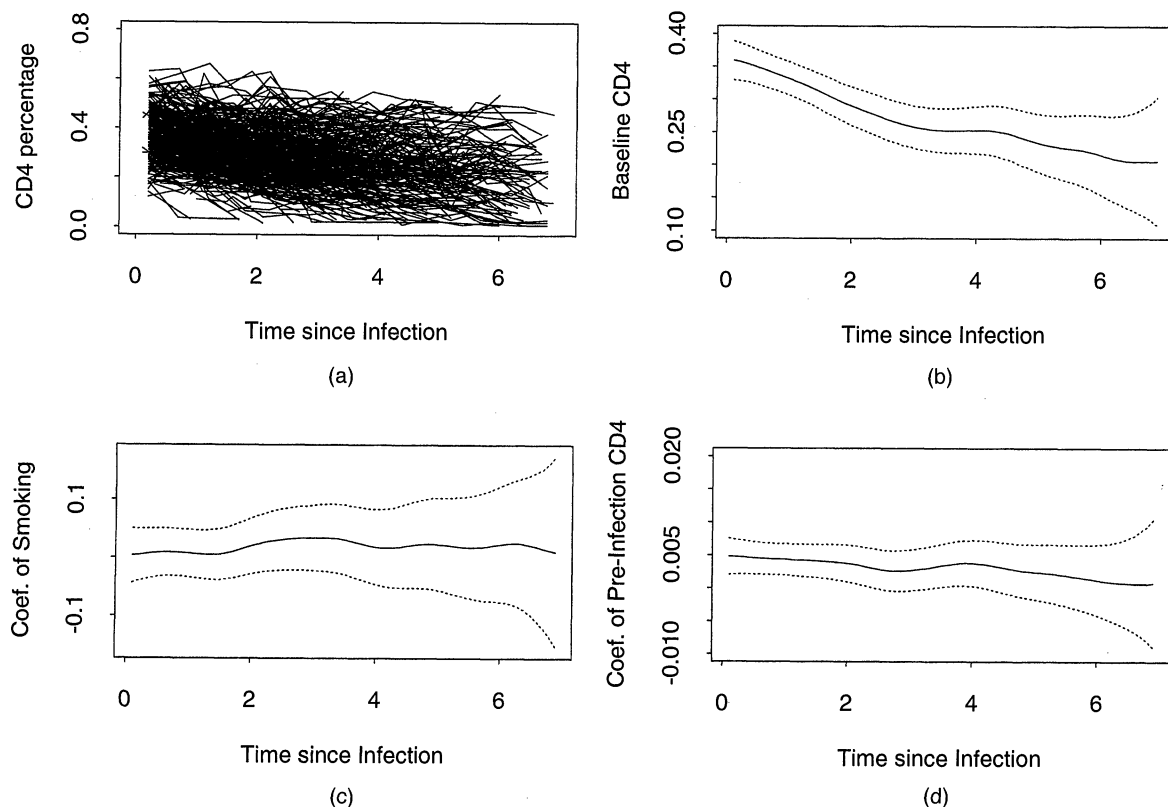 CD4 percentage
0.8
0.4
0.0
0 2 4 6
Time since Infection
(a)
Baseline CD4
0.40
0.25
0.10
0 2 4 6
Time since Infection
(b)
Coef. of Smoking
0.1
-0.1
0 2 4 6
Time since Infection
(c)
Coef. of Pre-Infection CD4
0.020
0.005
-0.010
0 2 4 6
Time since Infection
(d)